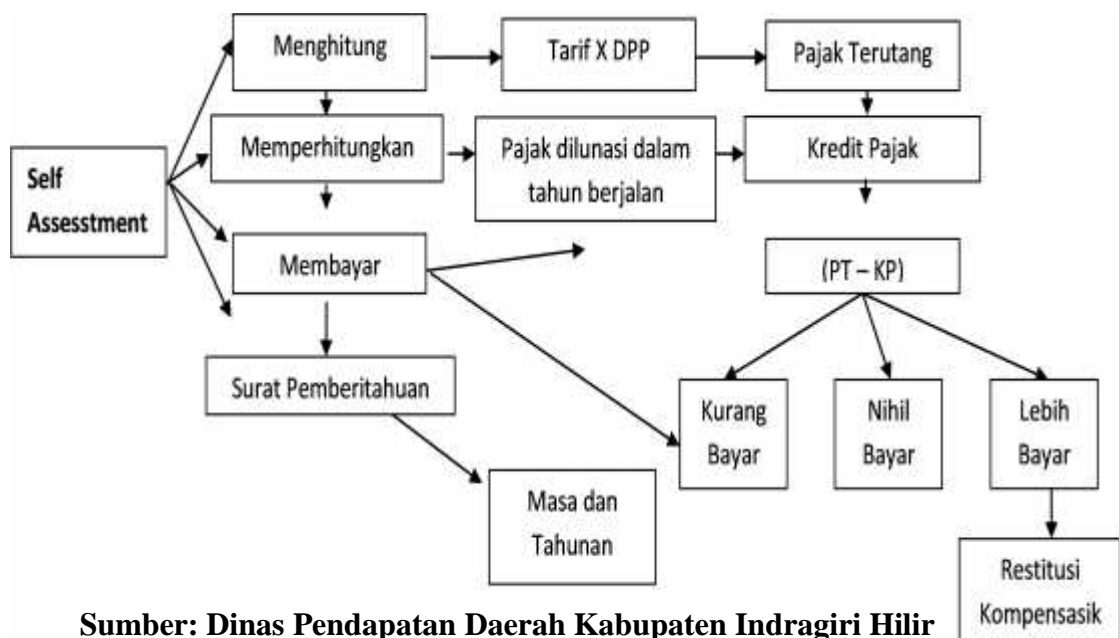 Menghitung
Tarif X DPP
Pajak Terutang
Memperhitungkan
Pajak dilunasi dalam
tahun berjalan
Kredit Pajak
Self
Assesstment
Membayar
(PT – KP)
Surat Pemberitahuan
Kurang
Bayar
Nihil
Bayar
Lebih
Bayar
Masa dan
Tahunan
Restitusi
Kompensasik
Sumber: Dinas Pendapatan Daerah Kabupaten Indragiri Hilir